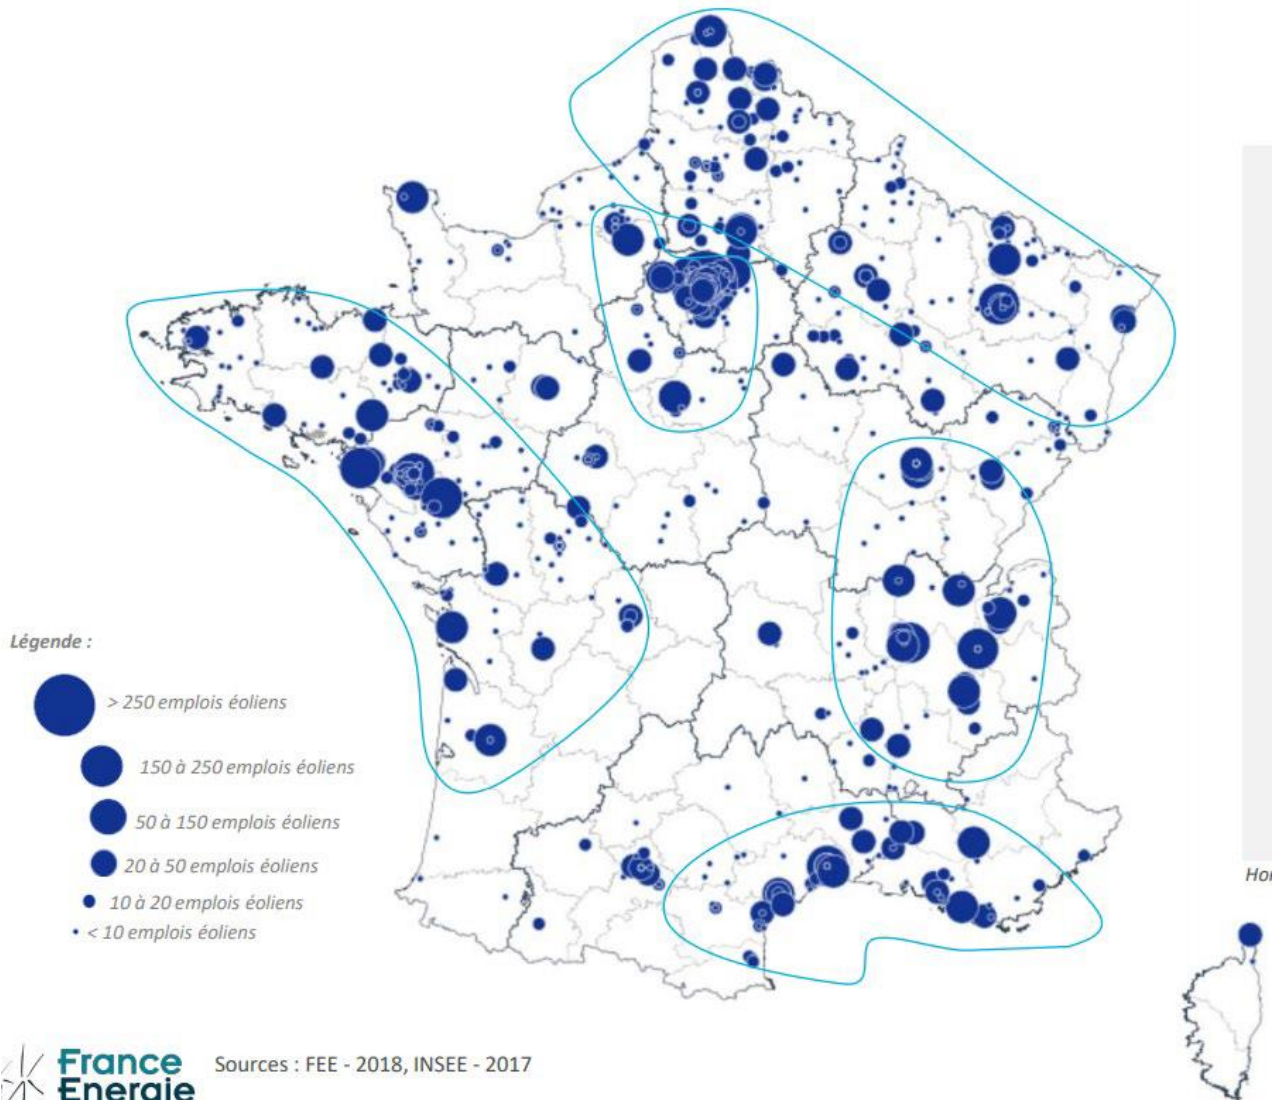 Légende :
> 250 emplois éoliens
150 à 250 emplois éoliens
50 à 150 emplois éoliens
20 à 50 emplois éoliens
10 à 20 emplois éoliens
< 10 emplois éoliens
Hor
France
Energie
Sources : FEE - 2018, INSEE - 2017